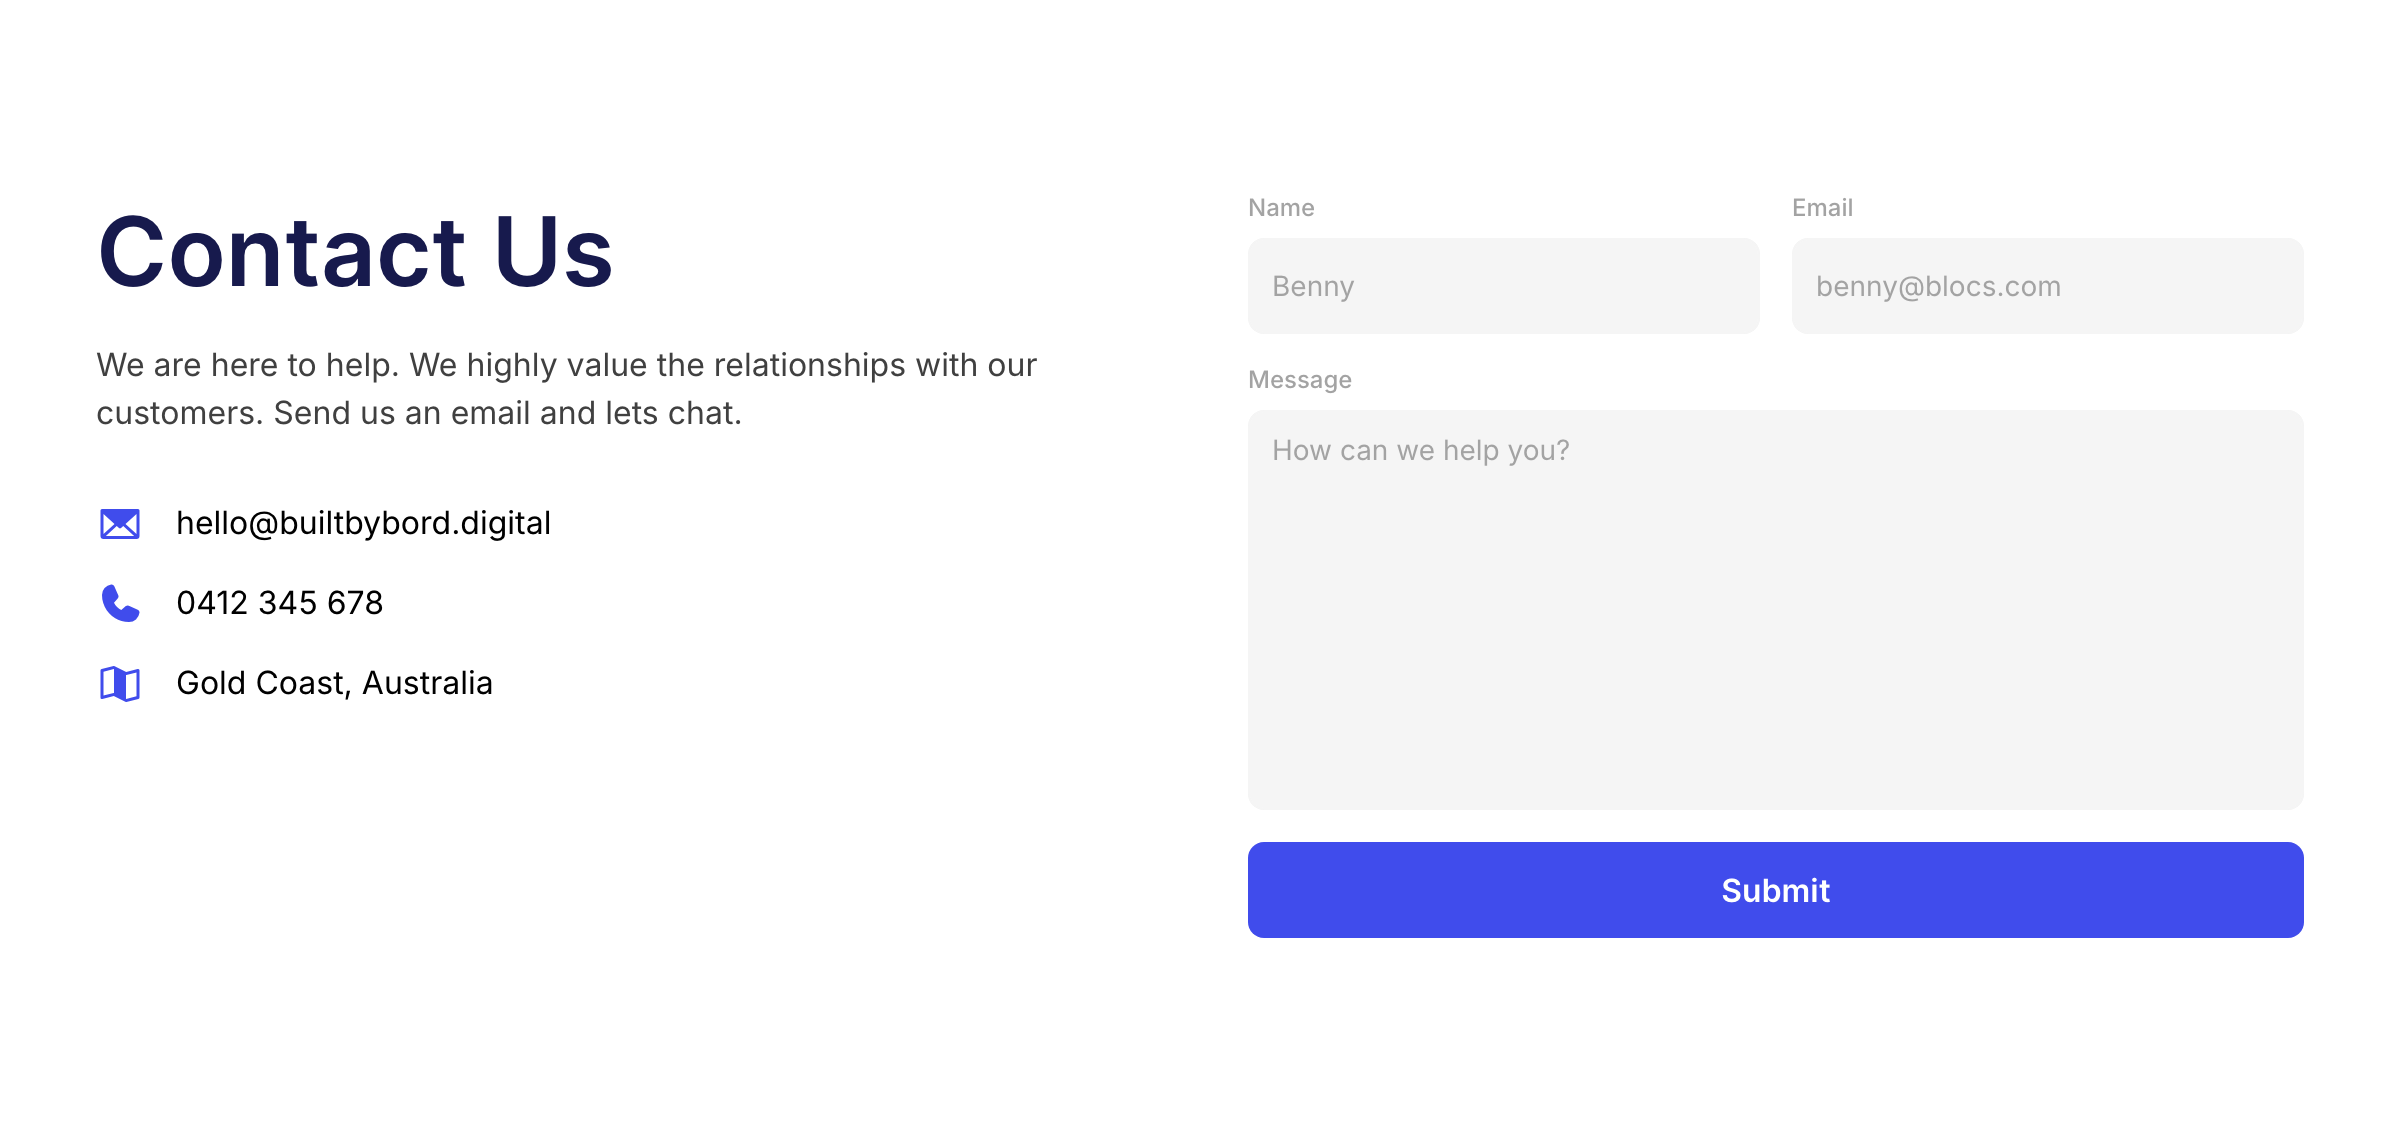 Contact Us
We are here to help. We highly value the relationships with our
customers. Send us an email and lets chat.
hello@builtbybord.digital
0412 345 678
Gold Coast, Australia
Name
Benny
Email
benny@blocs.com
Message
How can we help you?
Submit